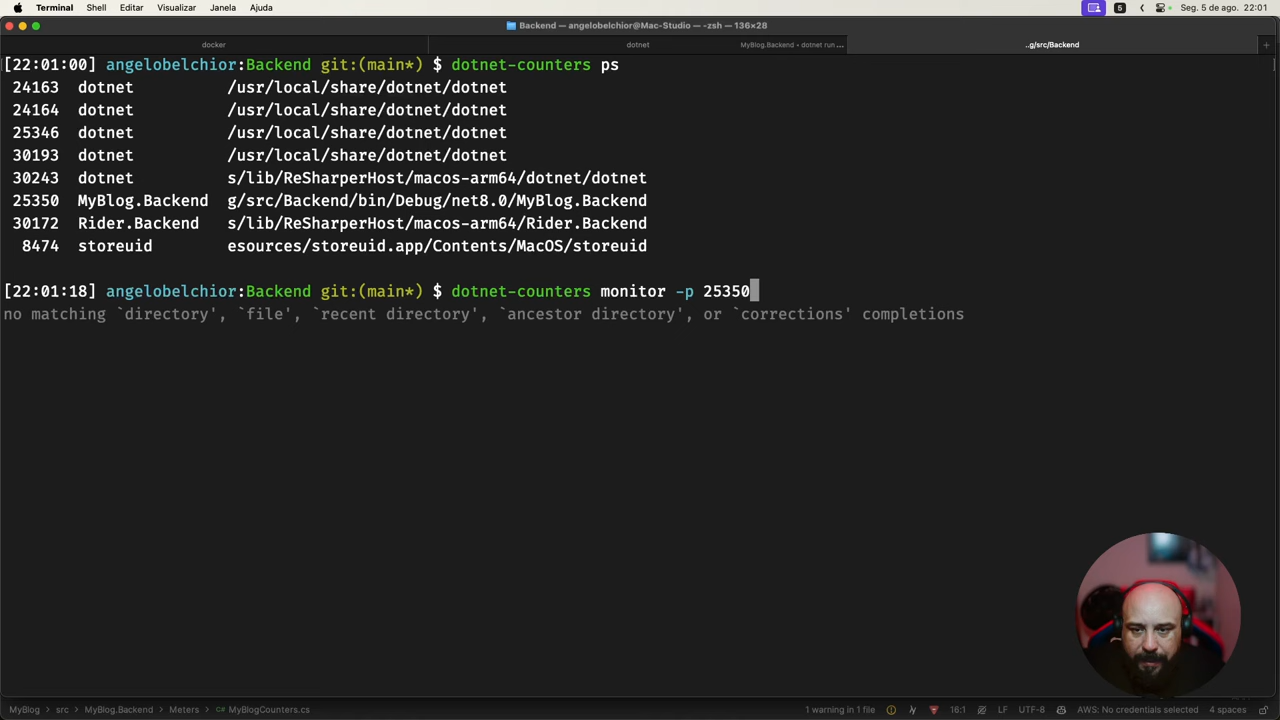 Terminal Shell Editar Visualizar Janela Ajuda 5 5 Seg. 5 de ago. 22:01
Backend — angelobelchior@Mac-Studio — -zsh — 136×28
docker dotnet MyBlog.Backend • dotnet run ... ..g/src/Backend +
[22:01:00] angelobelchior:Backend git:(main*) $ dotnet-counters ps
24163 dotnet /usr/local/share/dotnet/dotnet
24164 dotnet /usr/local/share/dotnet/dotnet
25346 dotnet /usr/local/share/dotnet/dotnet
30193 dotnet /usr/local/share/dotnet/dotnet
30243 dotnet s/lib/ReSharperHost/macos-arm64/dotnet/dotnet
25350 MyBlog.Backend g/src/Backend/bin/Debug/net8.0/MyBlog.Backend
30172 Rider.Backend s/lib/ReSharperHost/macos-arm64/Rider.Backend
8474 storeuid esources/storeuid.app/Contents/MacOS/storeuid
[22:01:18] angelobelchior:Backend git:(main*) $ dotnet-counters monitor -p 25350
no matching `directory', `file', `recent directory', `ancestor directory', or `corrections' completions
MyBlog › src › MyBlog.Backend › Meters › C# MyBlogCounters.cs 1 warning in 1 file 16:1 LF UTF-8 AWS: No credentials selected 4 spaces